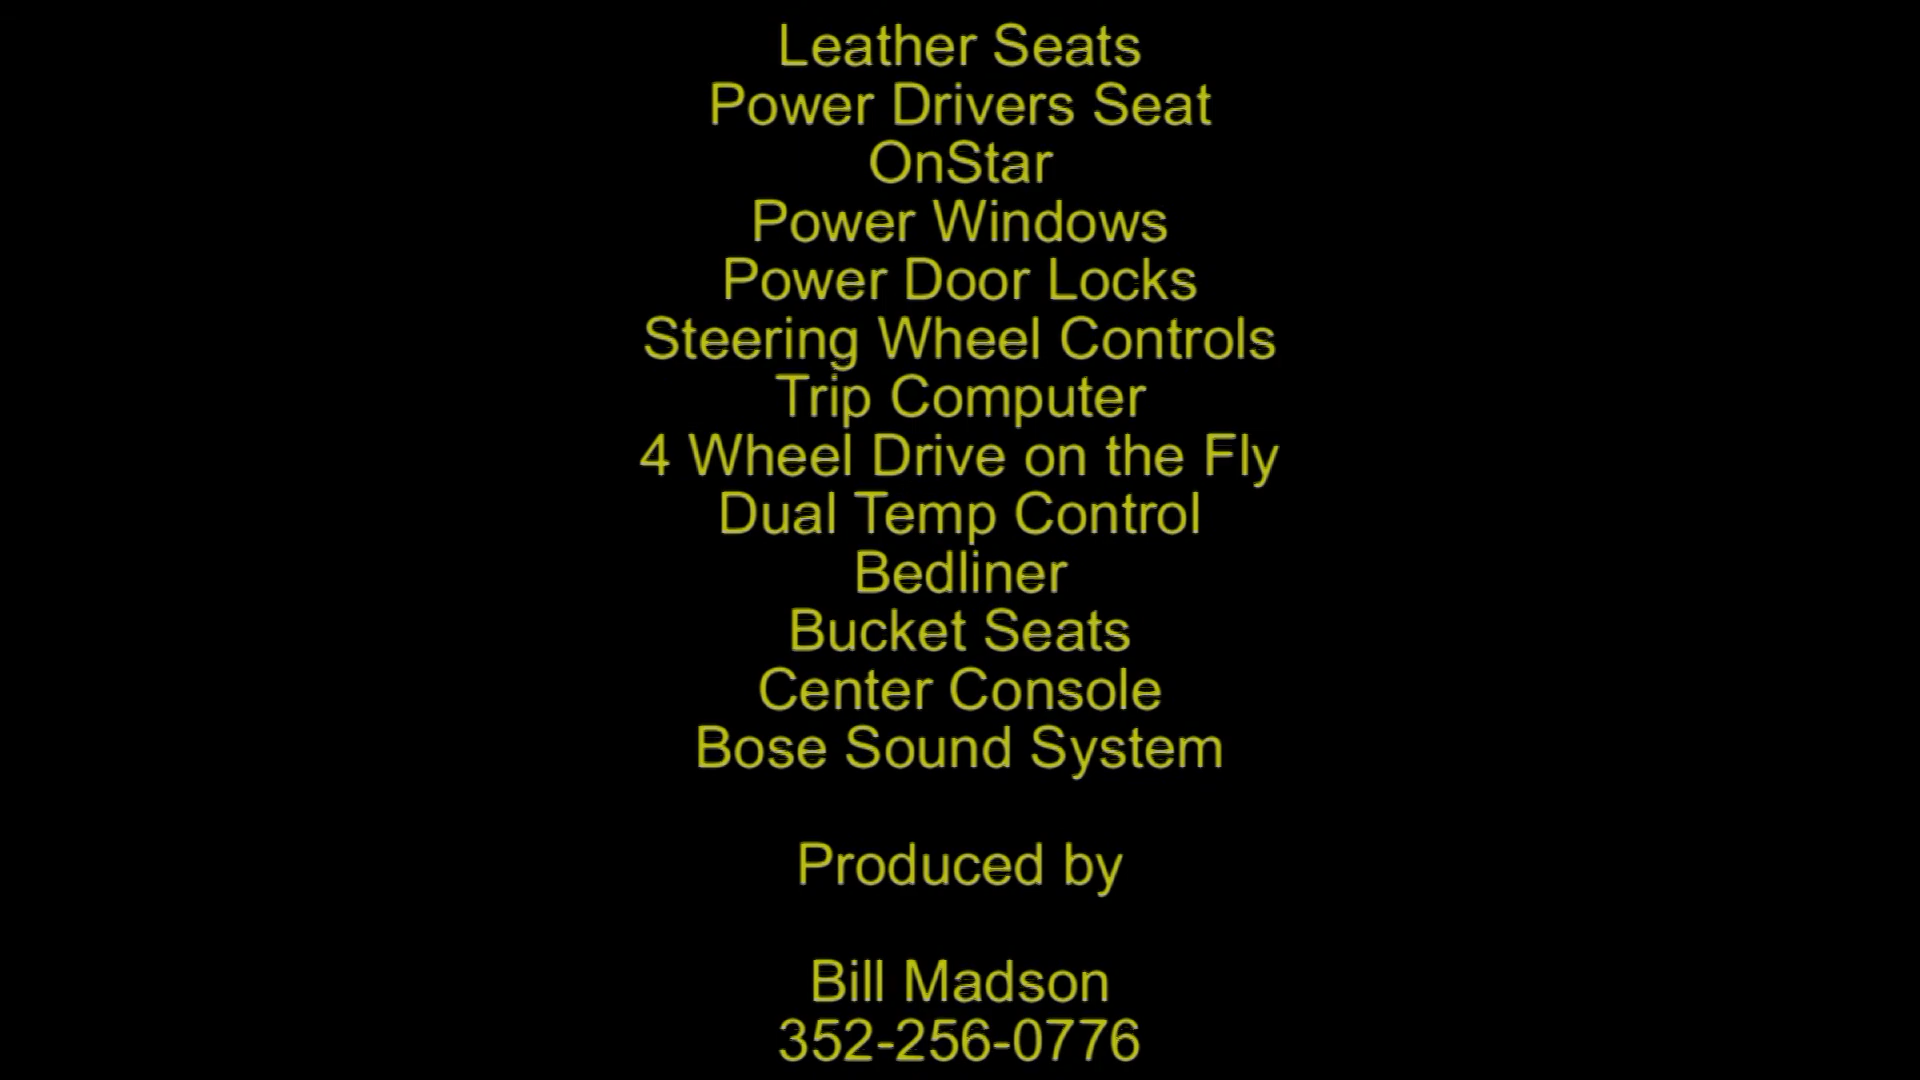 Leather Seats
Power Drivers Seat
OnStar
Power Windows
Power Door Locks
Steering Wheel Controls
Trip Computer
4 Wheel Drive on the Fly
Dual Temp Control
Bedliner
Bucket Seats
Center Console
Bose Sound System
Produced by
Bill Madson
352-256-0776